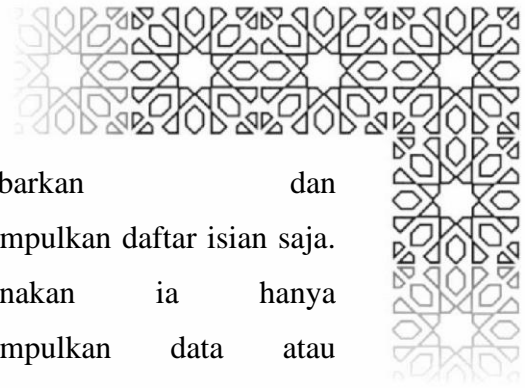 barkan dan
mpulkan daftar isian saja.
nakan ia hanya
mpulkan data atau